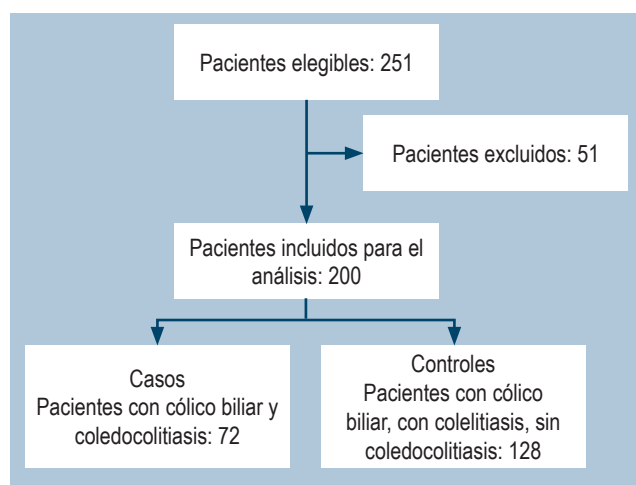 Pacientes elegibles: 251
Pacientes excluidos: 51
Pacientes incluidos para el
análisis: 200
Casos
Pacientes con cólico biliar y
coledocolitiasis: 72
Controles
Pacientes con cólico
biliar, con colelitiasis, sin
coledocolitiasis: 128